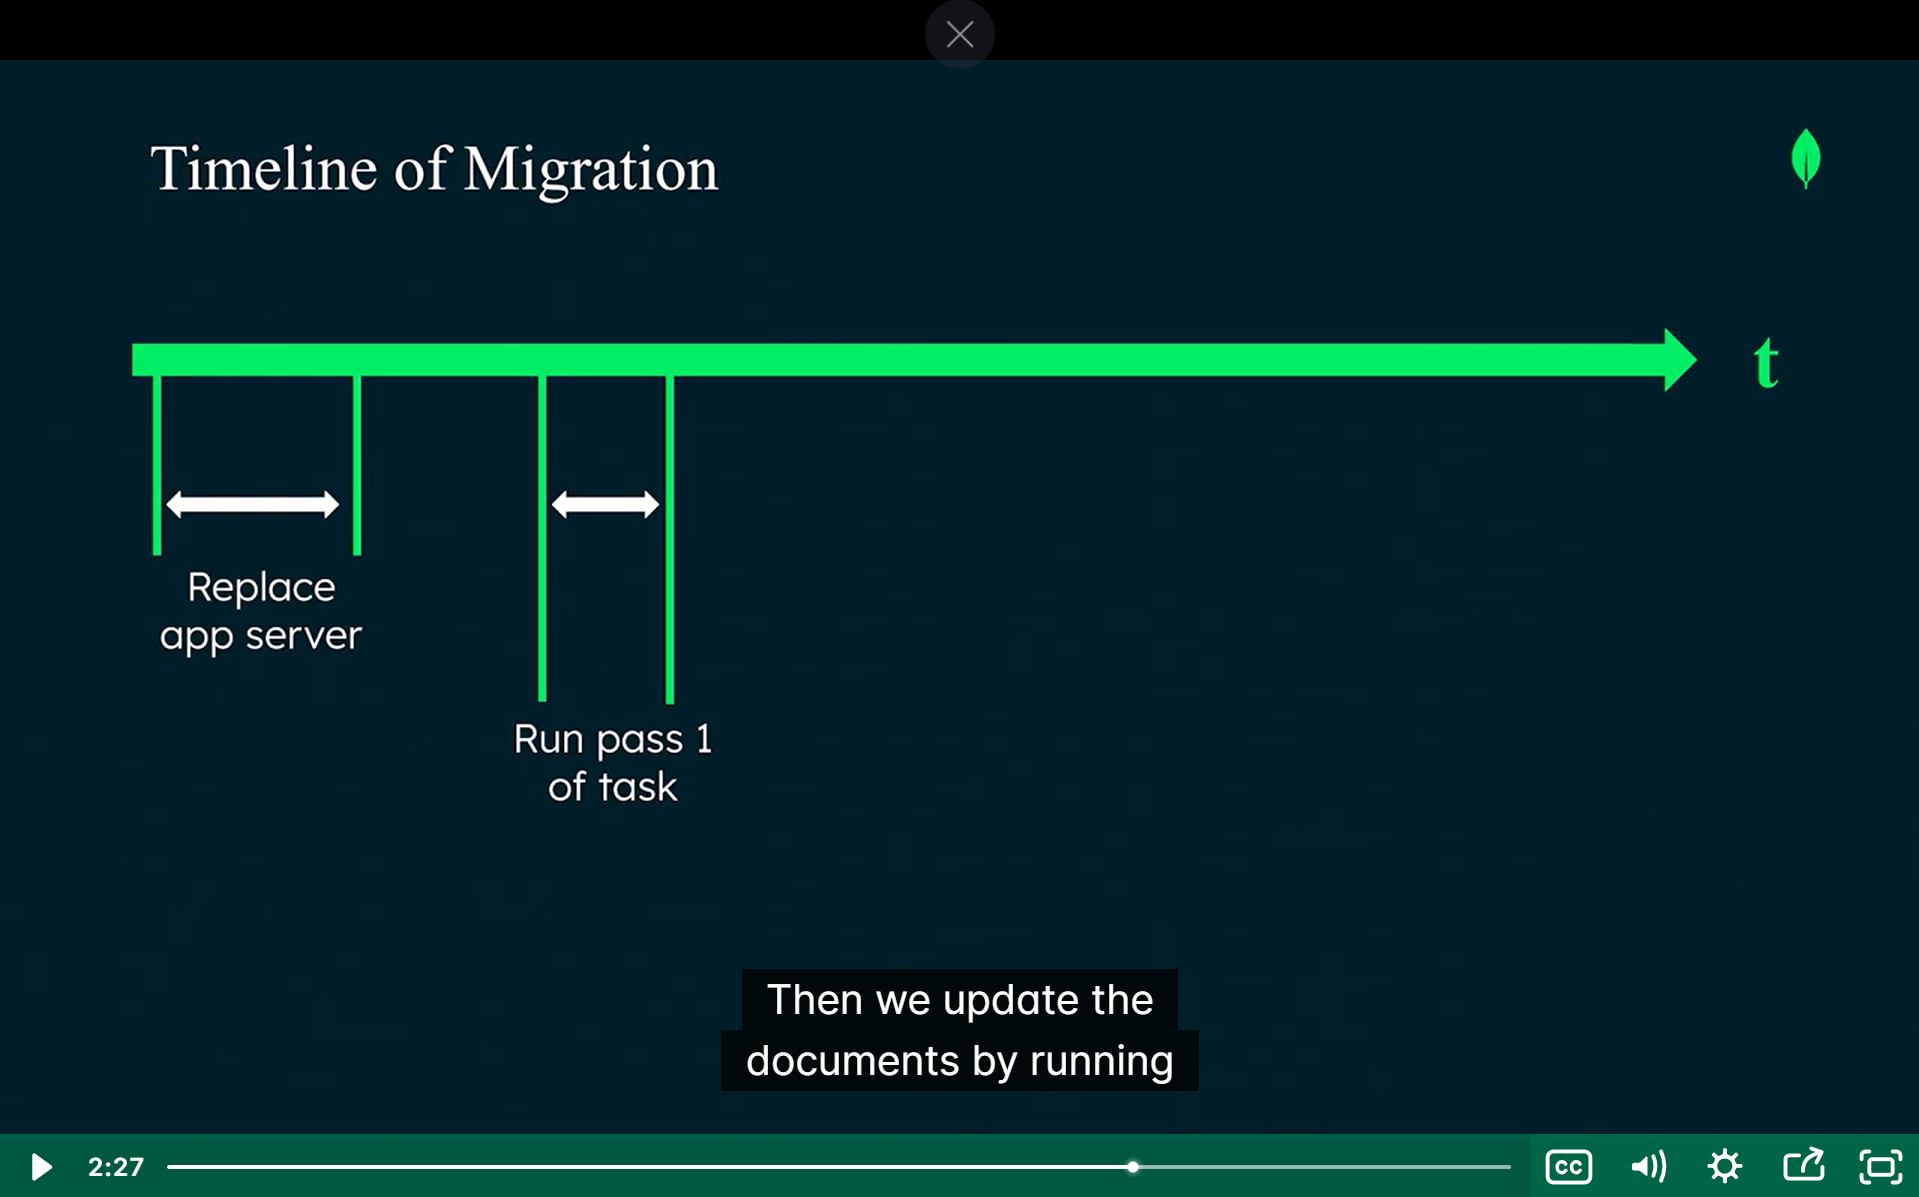 Timeline of Migration
t
Replace
app server
Run pass 1
of task
Then we update the
documents by running
2:27
CC